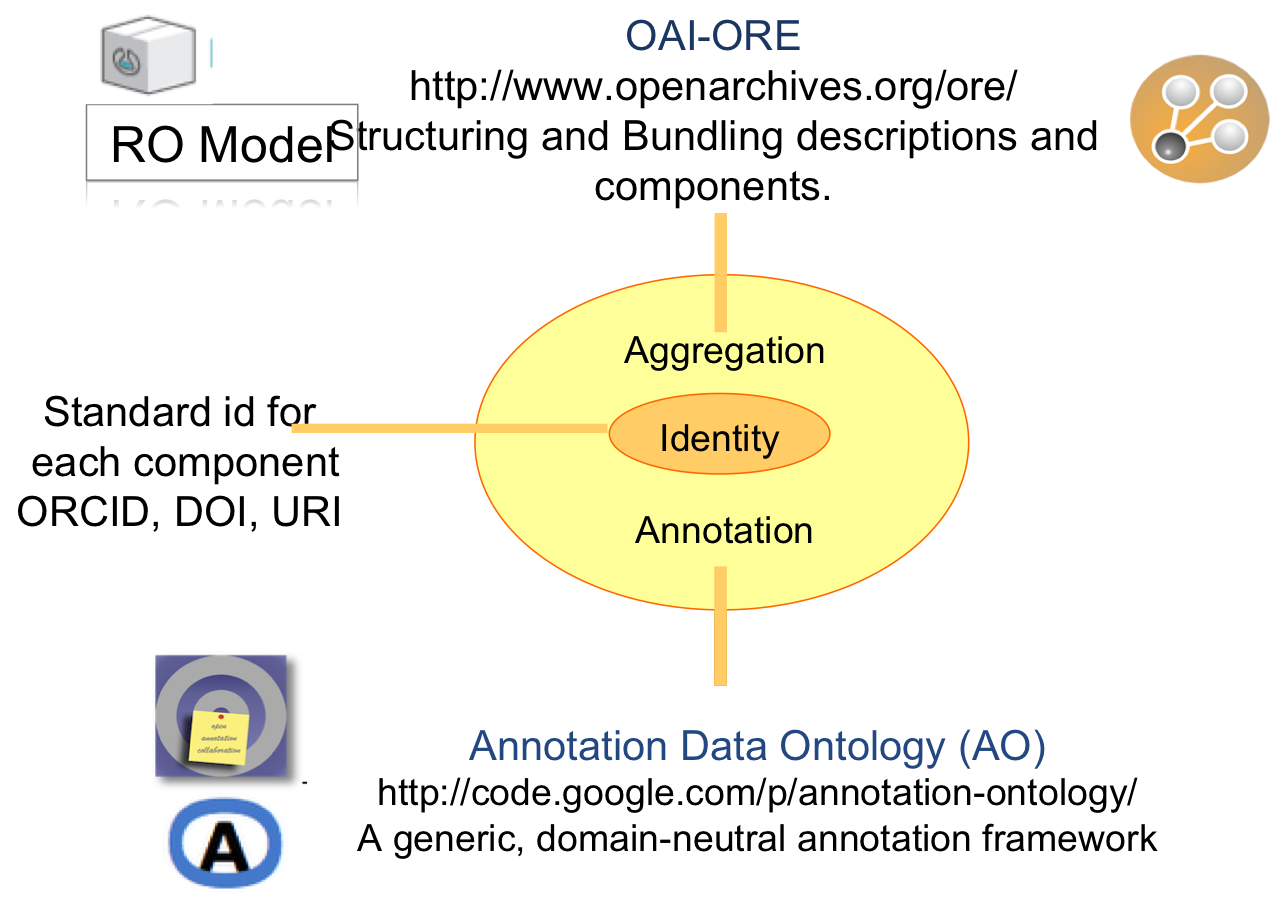 OAI-ORE
http://www.openarchives.org/ore/
RO Model
Structuring and Bundling descriptions and
components.
Aggregation
Standard id for
each component
ORCID, DOI, URI
Identity
Annotation
open
annotation
collaboration
Annotation Data Ontology (AO)
http://code.google.com/p/annotation-ontology/
A generic, domain-neutral annotation framework
A